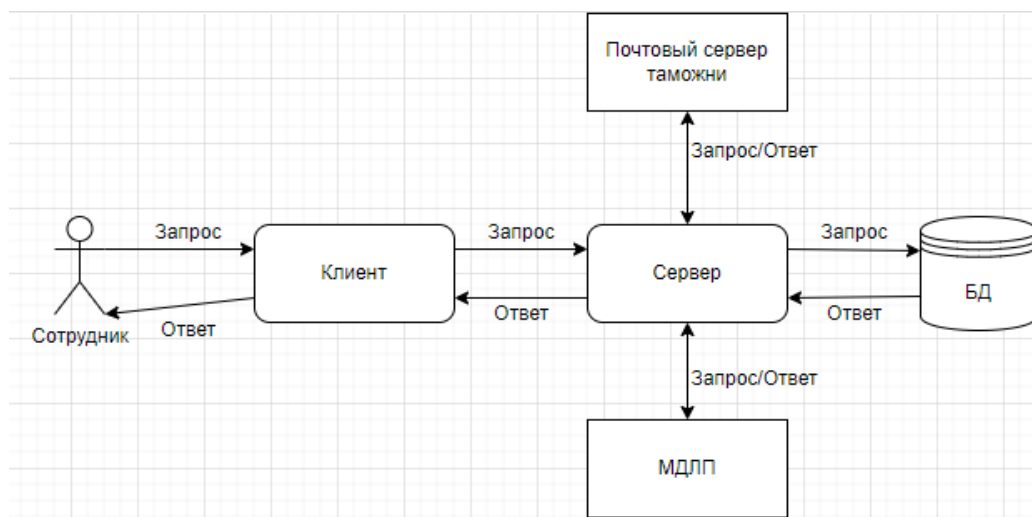 Почтовый сервер
таможни
Запрос/Ответ
Запрос
Запрос
Запрос
Клиент
Сервер
БД
Ответ
Ответ
Ответ
Сотрудник
Запрос/Ответ
МДЛП